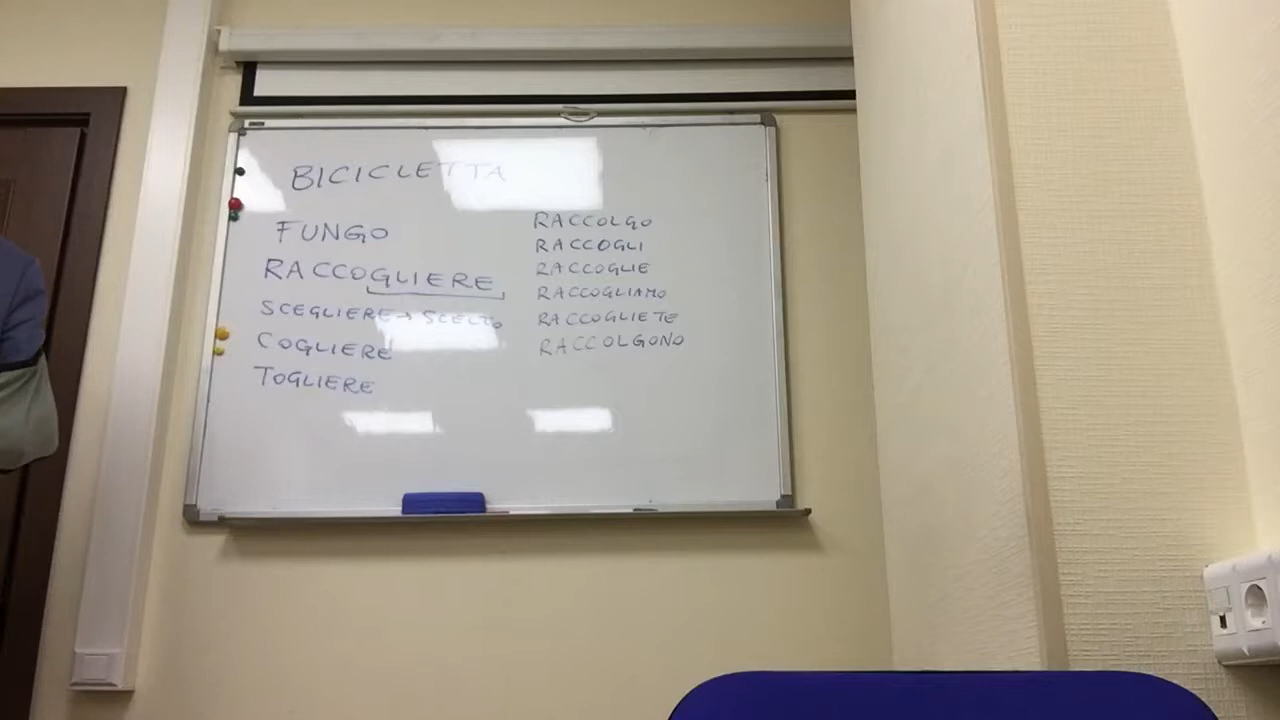 BICICLETTA
FUNGO
RACCOGLIERE
SCEGLIERE → SCELTO
COGLIERE
TOGLIERE
RACCOLGO
RACCOGLI
RACCOGLIE
RACCOGLIAMO
RACCOGLIETE
RACCOLGONO